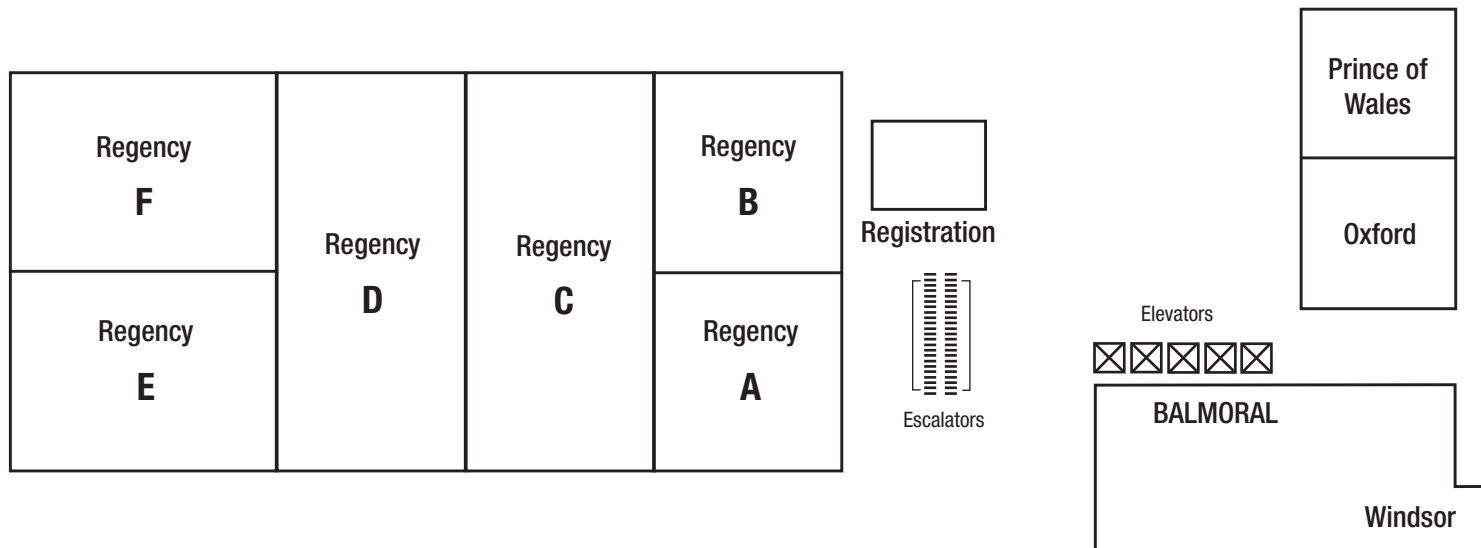 Regency
F
Regency
E
Regency
D
Regency
C
Regency
B
Regency
A
Registration
Escalators
Elevators
Prince of
Wales
Oxford
BALMORAL
Windsor